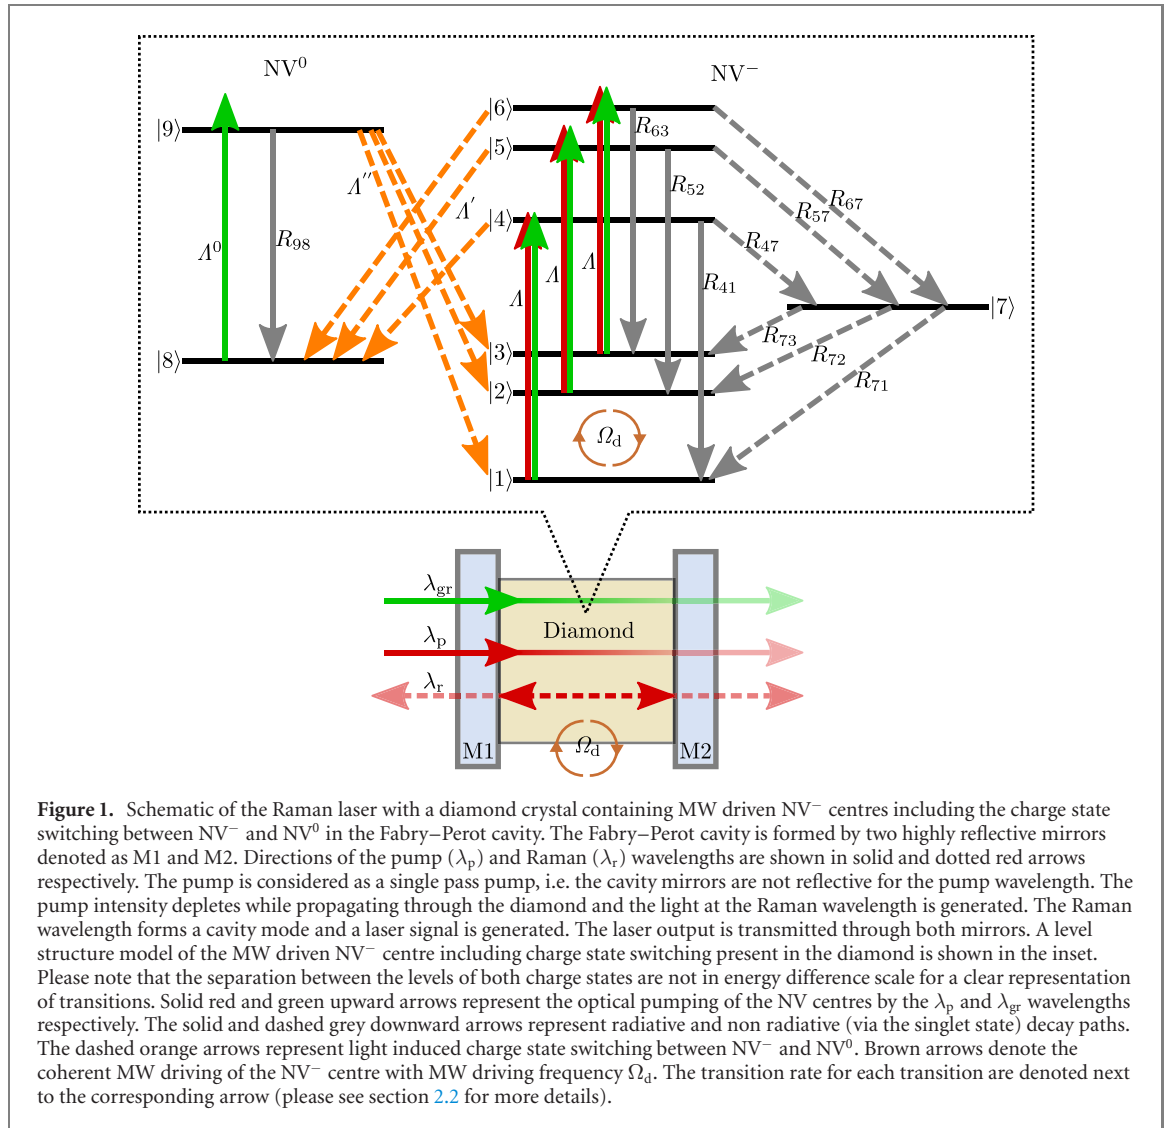 NV⁰
NV⁻
|9⟩
|8⟩
Λ⁰
R₉₈
Λ′′
Λ′
|6⟩
|5⟩
|4⟩
|3⟩
|2⟩
|1⟩
|7⟩
Λ
Λ
Λ
R₆₃
R₅₂
R₄₁
R₆₇
R₅₇
R₄₇
R₇₃
R₇₂
R₇₁
Ω_d
λ_gr
λ_p
λ_r
Diamond
M1
Ω_d
M2
Figure 1. Schematic of the Raman laser with a diamond crystal containing MW driven NV⁻ centres including the charge state
switching between NV⁻ and NV⁰ in the Fabry–Perot cavity. The Fabry–Perot cavity is formed by two highly reflective mirrors
denoted as M1 and M2. Directions of the pump (λ_p) and Raman (λ_r) wavelengths are shown in solid and dotted red arrows
respectively. The pump is considered as a single pass pump, i.e. the cavity mirrors are not reflective for the pump wavelength. The
pump intensity depletes while propagating through the diamond and the light at the Raman wavelength is generated. The Raman
wavelength forms a cavity mode and a laser signal is generated. The laser output is transmitted through both mirrors. A level
structure model of the MW driven NV⁻ centre including charge state switching present in the diamond is shown in the inset.
Please note that the separation between the levels of both charge states are not in energy difference scale for a clear representation
of transitions. Solid red and green upward arrows represent the optical pumping of the NV centres by the λ_p and λ_gr wavelengths
respectively. The solid and dashed grey downward arrows represent radiative and non radiative (via the singlet state) decay paths.
The dashed orange arrows represent light induced charge state switching between NV⁻ and NV⁰. Brown arrows denote the
coherent MW driving of the NV⁻ centre with MW driving frequency Ω_d. The transition rate for each transition are denoted next
to the corresponding arrow (please see section 2.2 for more details).